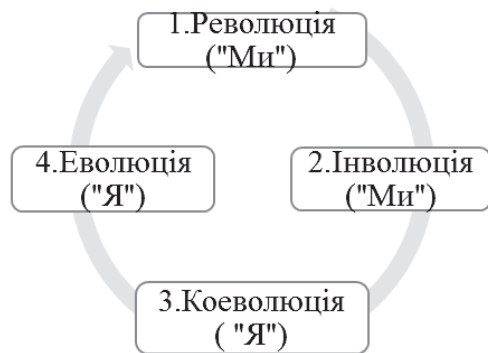 1.Революція
("Ми")
2.Інволюція
("Ми")
3.Коеволюція
( "Я")
4.Еволюція
("Я")